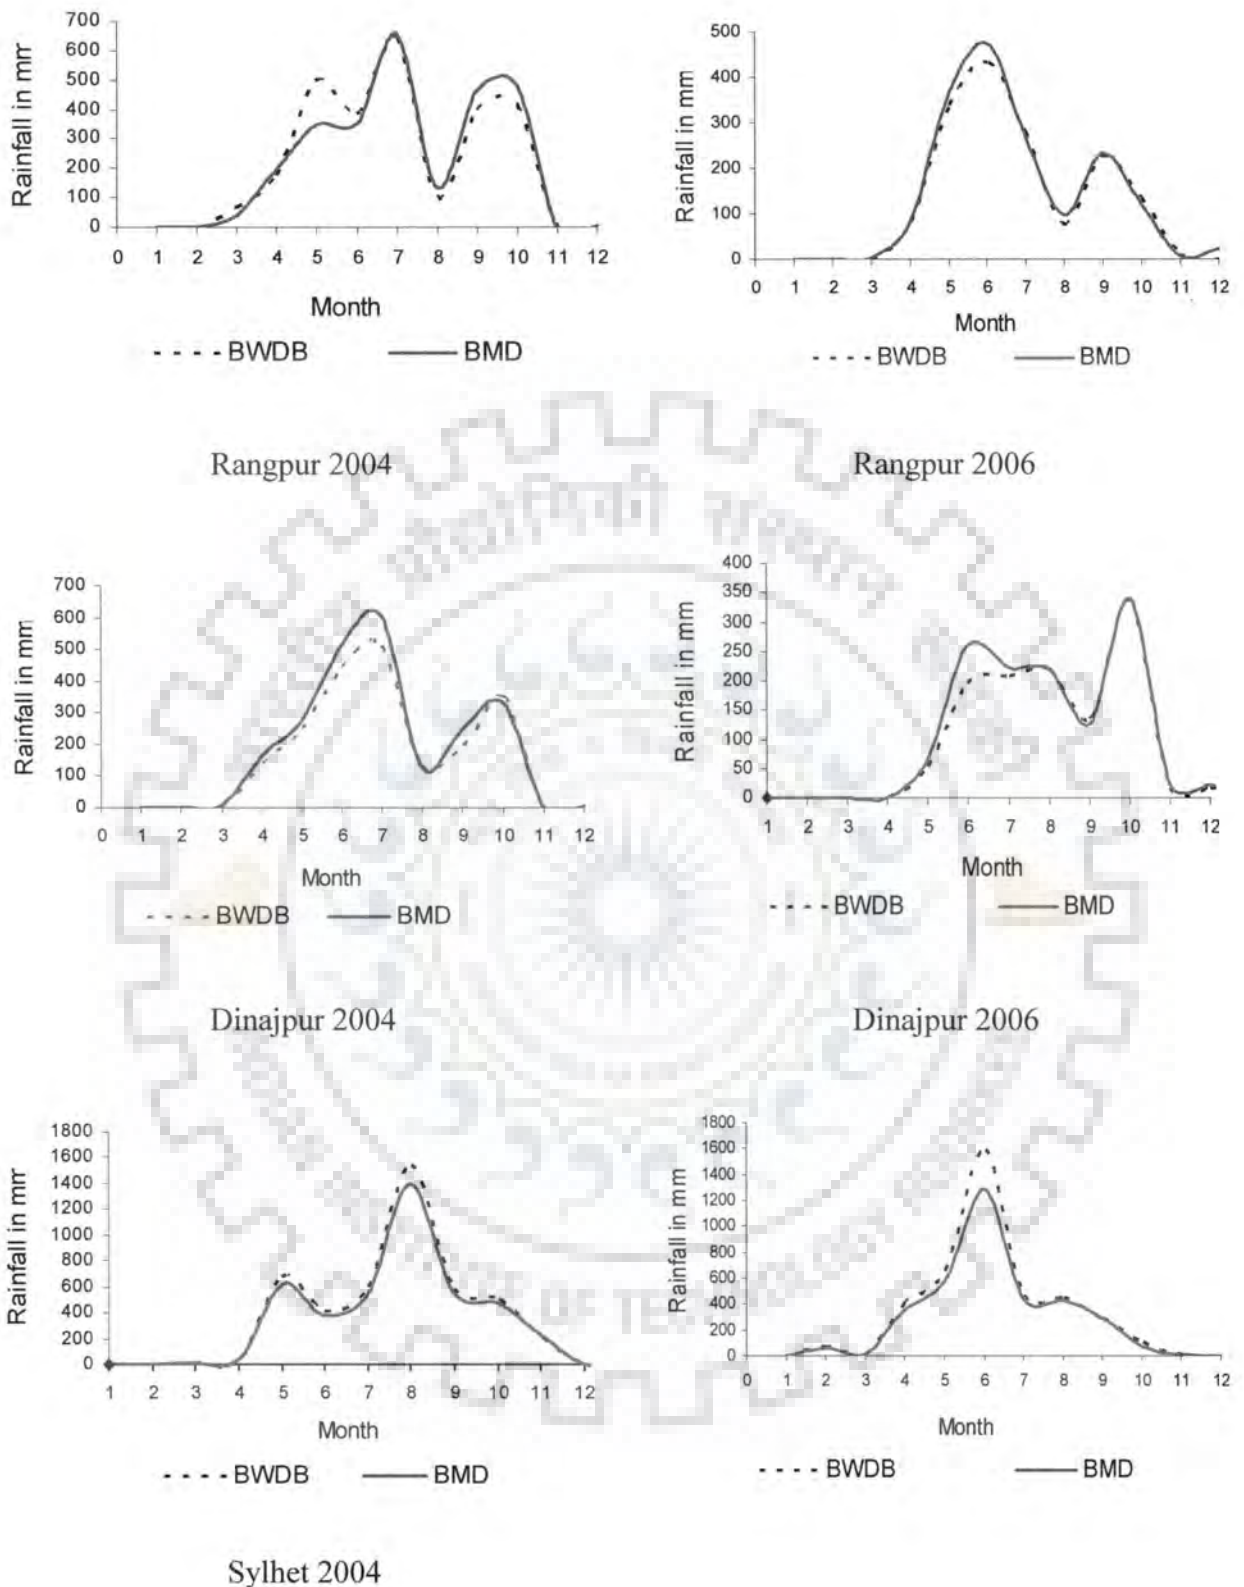 700
600
500
400
300
200
100
0
Rainfall in mm
0 1 2 3 4 5 6 7 8 9 10 11 12
Month
BWDB BMD
Rangpur 2004
500
400
300
200
100
0
Rainfall in mm
0 1 2 3 4 5 6 7 8 9 10 11 12
Month
BWDB BMD
Rangpur 2006
700
600
500
400
300
200
100
0
Rainfall in mm
0 1 2 3 4 5 6 7 8 9 10 11 12
Month
BWDB BMD
Dinajpur 2004
400
350
300
250
200
150
100
50
0
Rainfall in mm
1 2 3 4 5 6 7 8 9 10 11 12
Month
BWDB BMD
Dinajpur 2006
1800
1600
1400
1200
1000
800
600
400
200
0
Rainfall in mm
1 2 3 4 5 6 7 8 9 10 11 12
Month
BWDB BMD
Sylhet 2004
1800
1600
1400
1200
1000
800
600
400
200
0
Rainfall in mm
0 1 2 3 4 5 6 7 8 9 10 11 12
Month
BWDB BMD